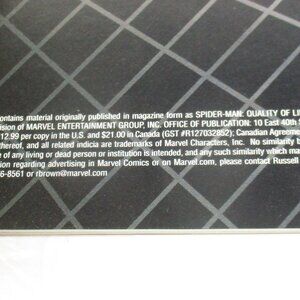 ontains material originally published in magazine form as SPIDER-MAN: QUALITY OF LI
vision of MARVEL ENTERTAINMENT GROUP, INC. OFFICE OF PUBLICATION: 10 East 40th
12.99 per copy in the U.S. and $21.00 in Canada (GST #R127032852); Canadian Agreeme
thereof, and all related indicia are trademarks of Marvel Characters, Inc. No similarity b
e of any living or dead person or institution is intended, and any such similarity which ma
tion regarding advertising in Marvel Comics or on Marvel.com, please contact Russell
6-8561 or rbrown@marvel.com